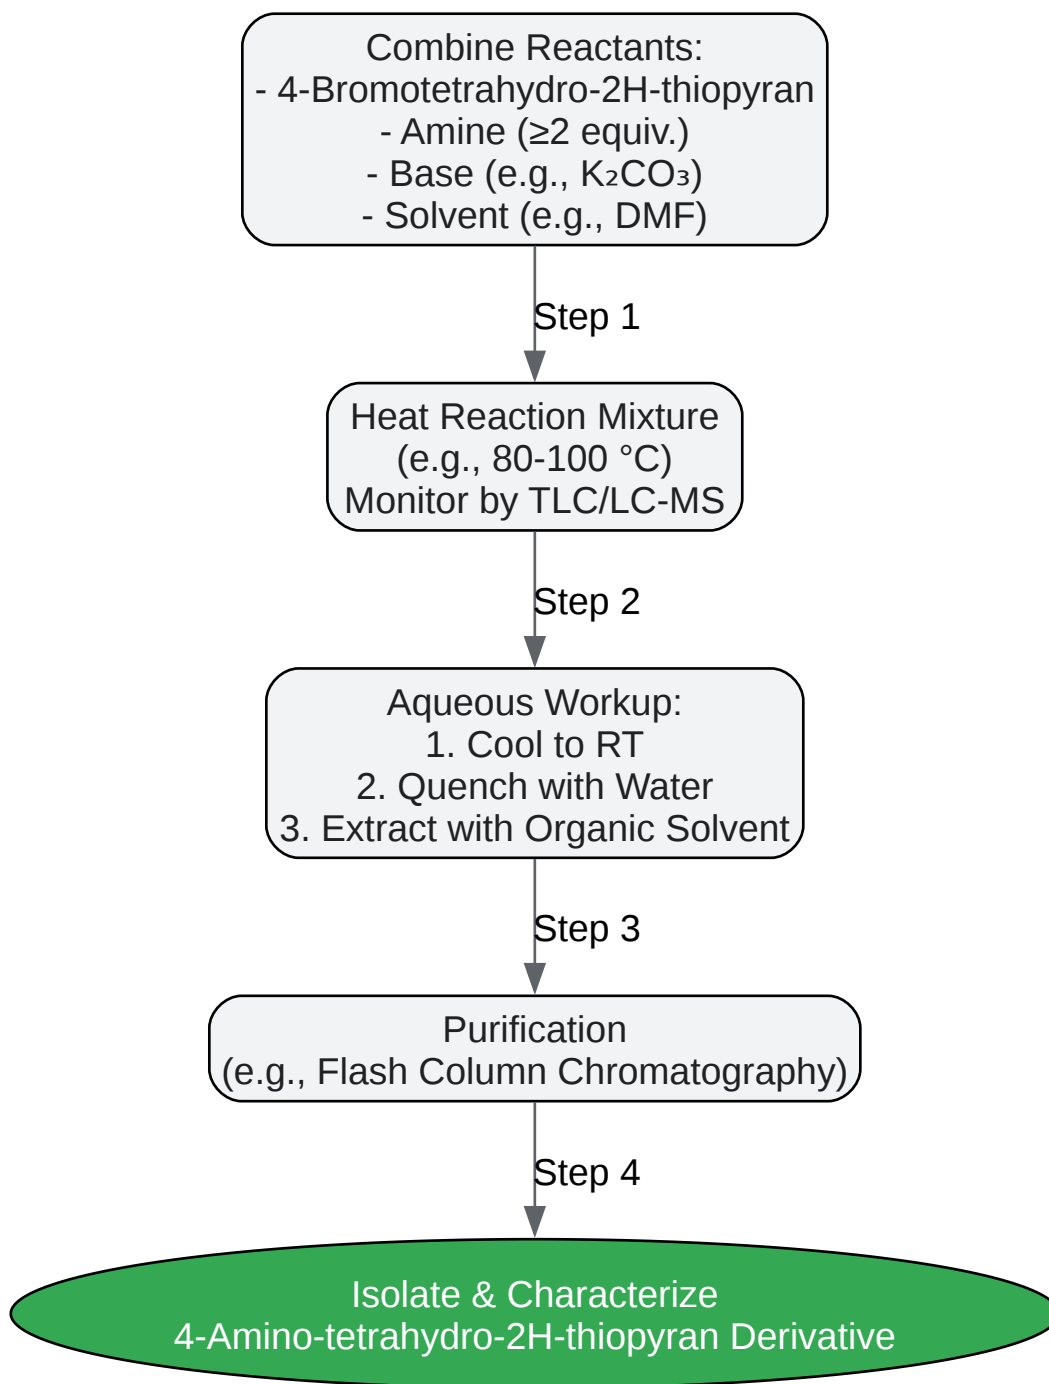 Combine Reactants:
- 4-Bromotetrahydro-2H-thiopyran
- Amine (≥2 equiv.)
- Base (e.g., K₂CO₃)
- Solvent (e.g., DMF)
Step 1
Heat Reaction Mixture
(e.g., 80-100 °C)
Monitor by TLC/LC-MS
Step 2
Aqueous Workup:
1. Cool to RT
2. Quench with Water
3. Extract with Organic Solvent
Step 3
Purification
(e.g., Flash Column Chromatography)
Step 4
Isolate & Characterize
4-Amino-tetrahydro-2H-thiopyran Derivative